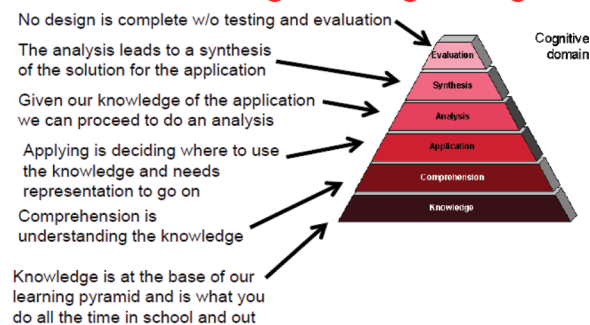 No design is complete w/o testing and evaluation
The analysis leads to a synthesis
of the solution for the application
Given our knowledge of the application
we can proceed to do an analysis
Applying is deciding where to use
the knowledge and needs
representation to go on
Comprehension is
understanding the knowledge
Knowledge is at the base of our
learning pyramid and is what you
do all the time in school and out
Cognitive
domain
Evaluation
Synthesis
Analysis
Application
Comprehension
Knowledge